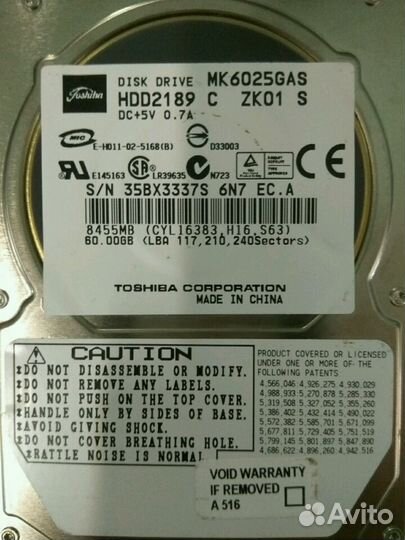 Toshiba
DISK DRIVE MK6025GAS
HDD2189 C ZK01 S
DC+5V 0.7A
MIC
E-H011-02-5168(B)
D33003
E145163
LR39635
N723
S/N 35BX3337S 6N7 EC.A
8455MB (CYL16383,H16,S63)
60.00GB (LBA 117,210,240Sectors)
TOSHIBA CORPORATION
MADE IN CHINA
CAUTION
*DO NOT DISASSEMBLE OR MODIFY.
*DO NOT REMOVE ANY LABELS.
*DO NOT PUSH ON THE TOP COVER.
*HANDLE ONLY BY SIDES OF BASE.
*AVOID GIVING SHOCK.
*DO NOT COVER BREATHING HOLE.
*RATTLE NOISE IS NORMAL
PRODUCT COVERED OR LICENSED
UNDER ONE OR MORE OF THE
FOLLOWING PATENTS
4,566,046 4,926,275 4,930,029
4,988,933 5,270,878 5,285,330
5,319,508 5,327,052 5,355,260
5,386,402 5,432,414 5,490,022
5,572,382 5,585,701 5,671,099
5,677,811 5,729,405 5,751,519
5,799,145 5,801,897 5,847,890
4,686,622 4,896,260 4,942,516
VOID WARRANTY
IF REMOVED
A 516
Avito